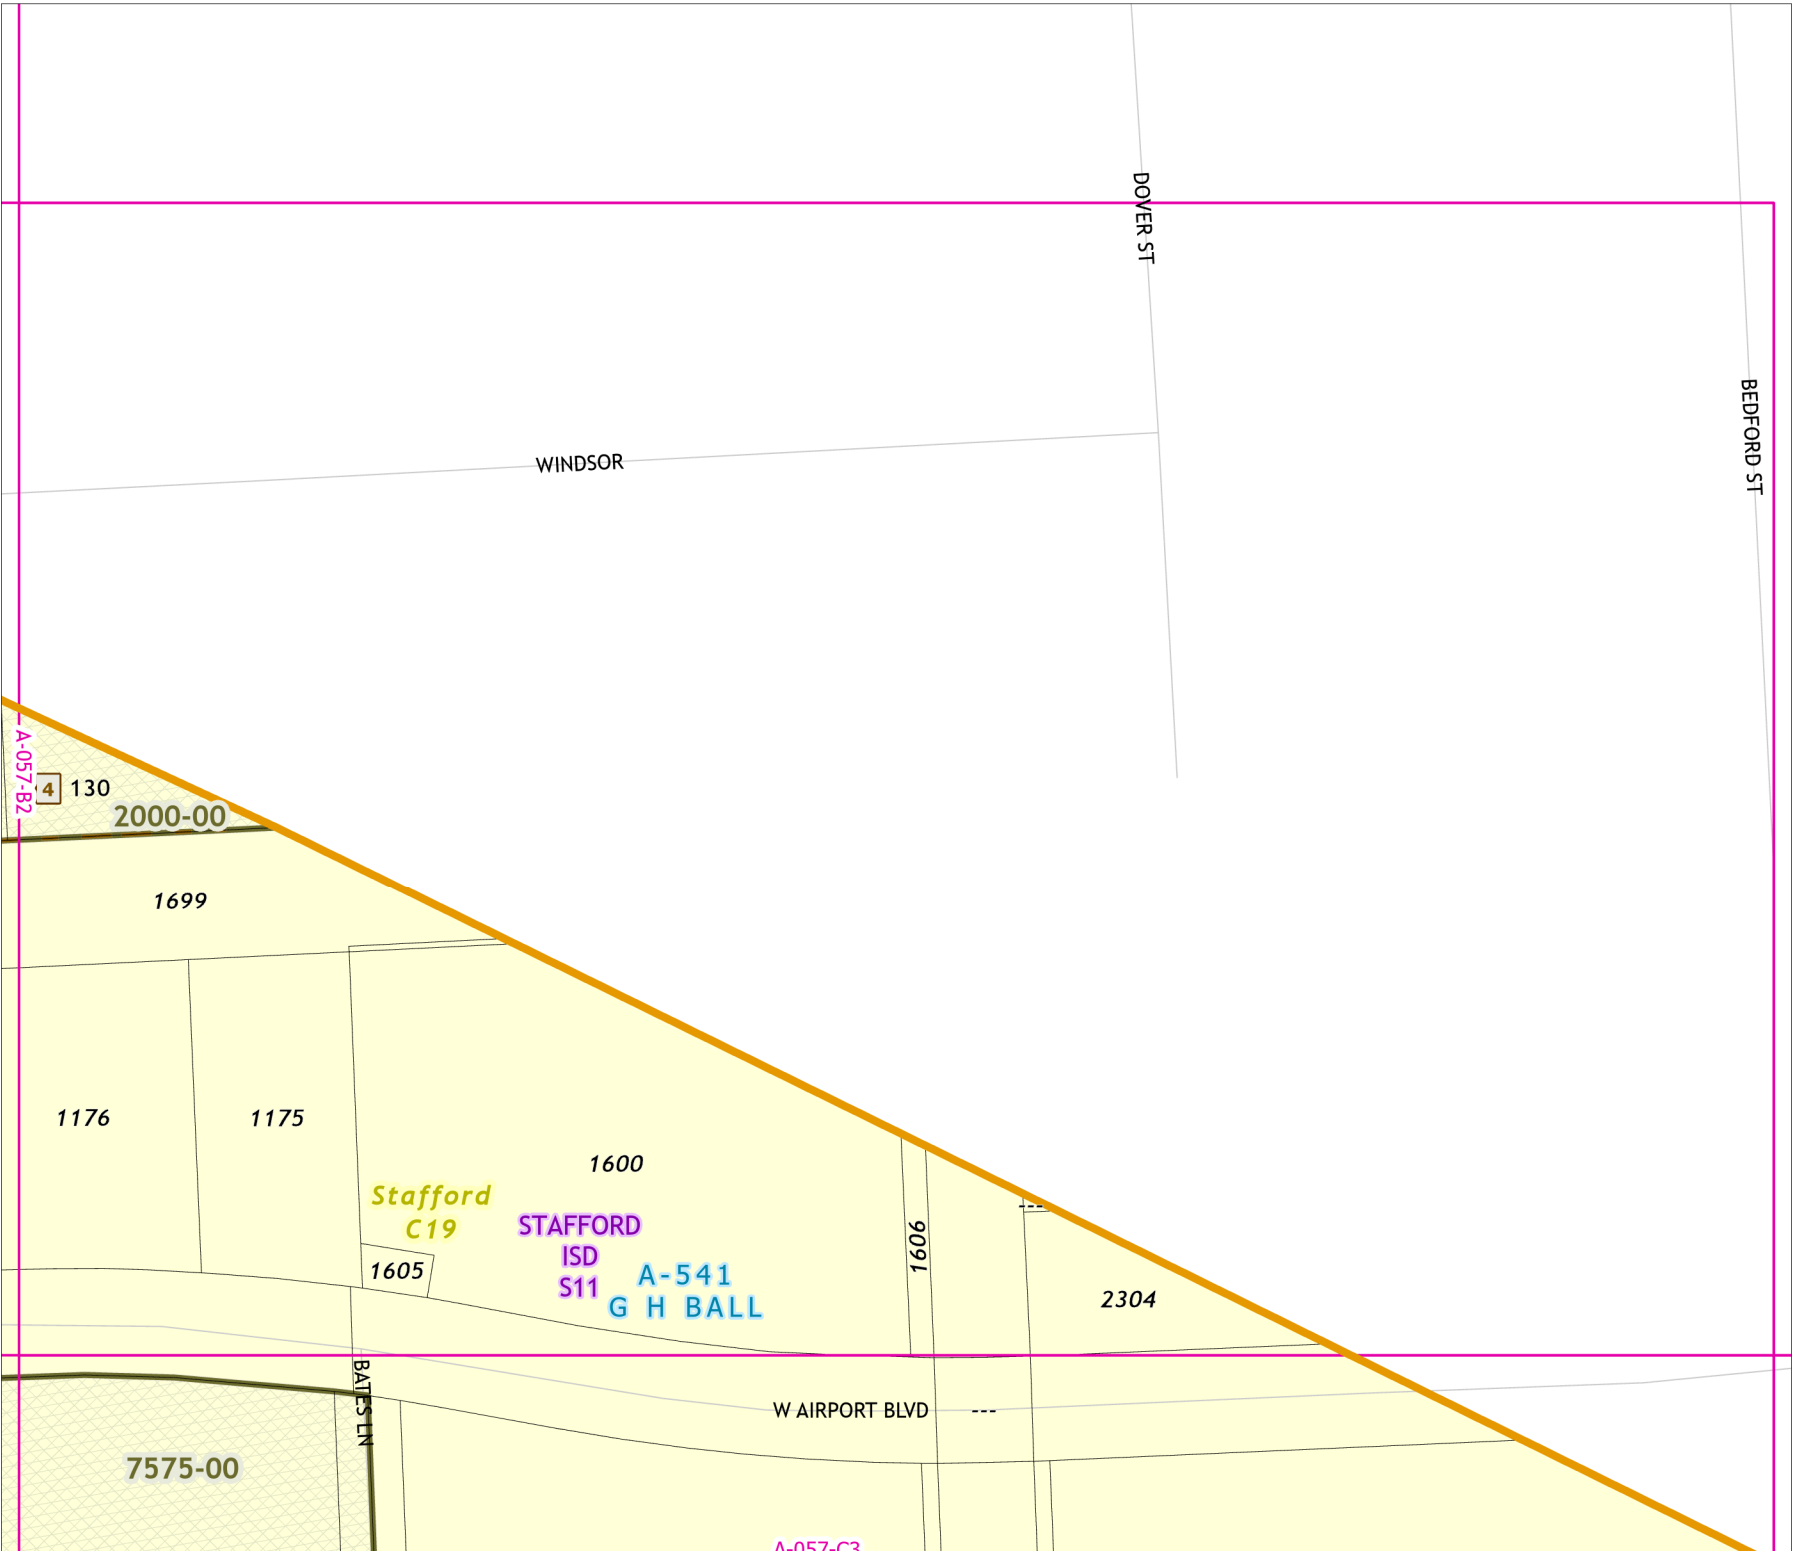 DOVER ST
BEDFORD ST
WINDSOR
A-057-B2
4 130
2000-00
1699
1176
1175
1600
Stafford
C19
STAFFORD
ISD
S11
1605
A-541
G H BALL
1606
---
2304
BATES LN
W AIRPORT BLVD ---
7575-00
A-057-C3